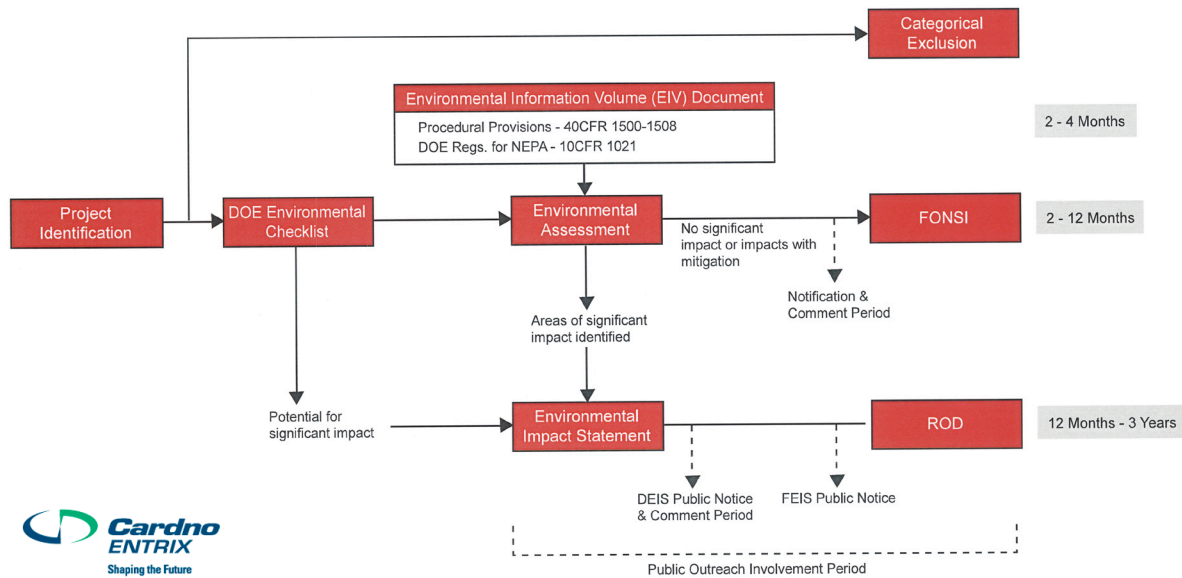 Categorical
Exclusion
Environmental Information Volume (EIV) Document
Procedural Provisions - 40CFR 1500-1508
DOE Regs. for NEPA - 10CFR 1021
2 - 4 Months
Project
Identification
DOE Environmental
Checklist
Environmental
Assessment
No significant
impact or impacts with
mitigation
FONSI
2 - 12 Months
Notification &
Comment Period
Areas of significant
impact identified
Potential for
significant impact
Environmental
Impact Statement
ROD
12 Months - 3 Years
DEIS Public Notice
& Comment Period
FEIS Public Notice
Public Outreach Involvement Period
Cardno
ENTRIX
Shaping the Future